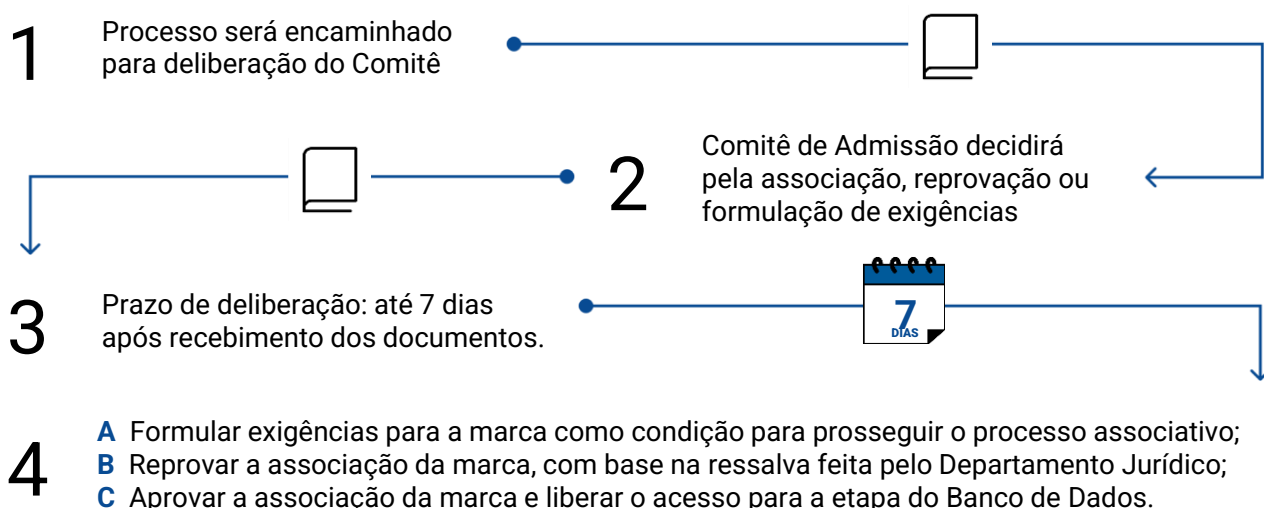 1
Processo será encaminhado
para deliberação do Comitê
2
Comitê de Admissão decidirá
pela associação, reprovação ou
formulação de exigências
3
Prazo de deliberação: até 7 dias
após recebimento dos documentos.
7
DIAS
4
A Formular exigências para a marca como condição para prosseguir o processo associativo;
B Reprovar a associação da marca, com base na ressalva feita pelo Departamento Jurídico;
C Aprovar a associação da marca e liberar o acesso para a etapa do Banco de Dados.